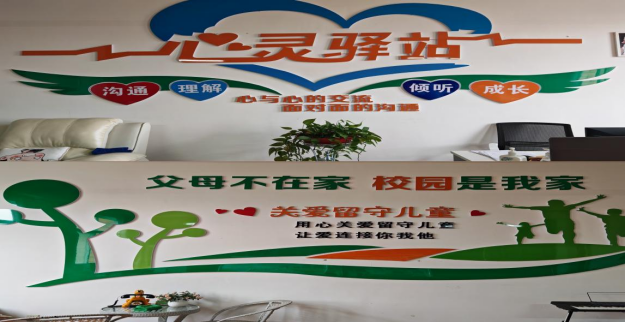 心灵驿站
沟通 理解 倾听 成长
心与心的交流
面对面的沟通
父母不在家 校园是我家
关爱留守儿童
用心关爱留守儿童
让爱连接你我他